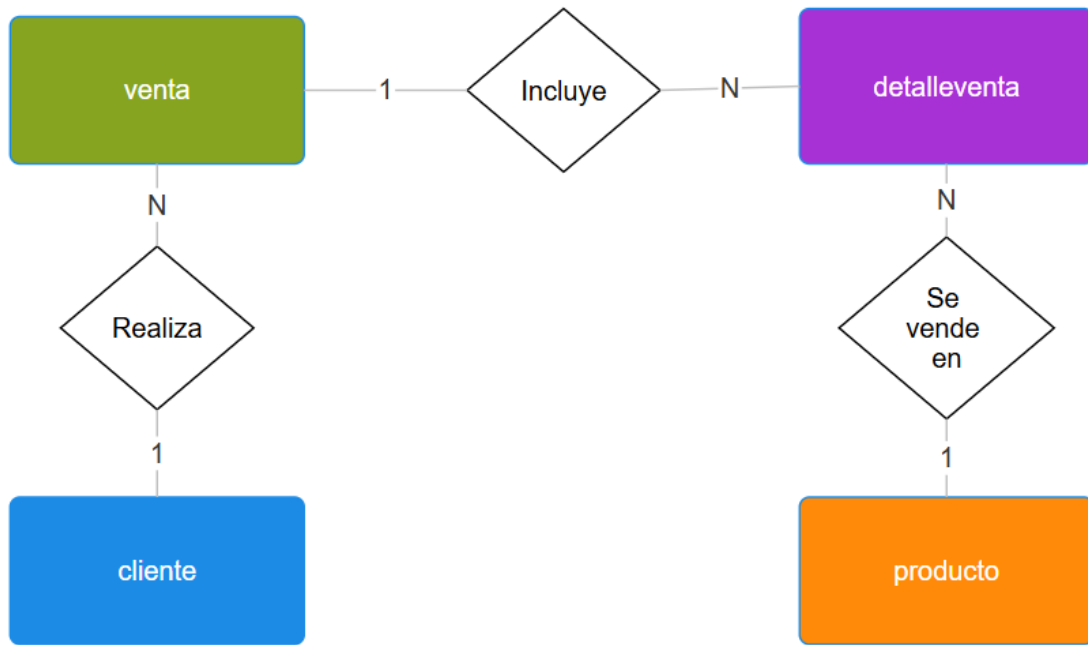 venta
1
Incluye
N
detalleventa
N
N
Realiza
Se
vende
en
1
1
cliente
producto